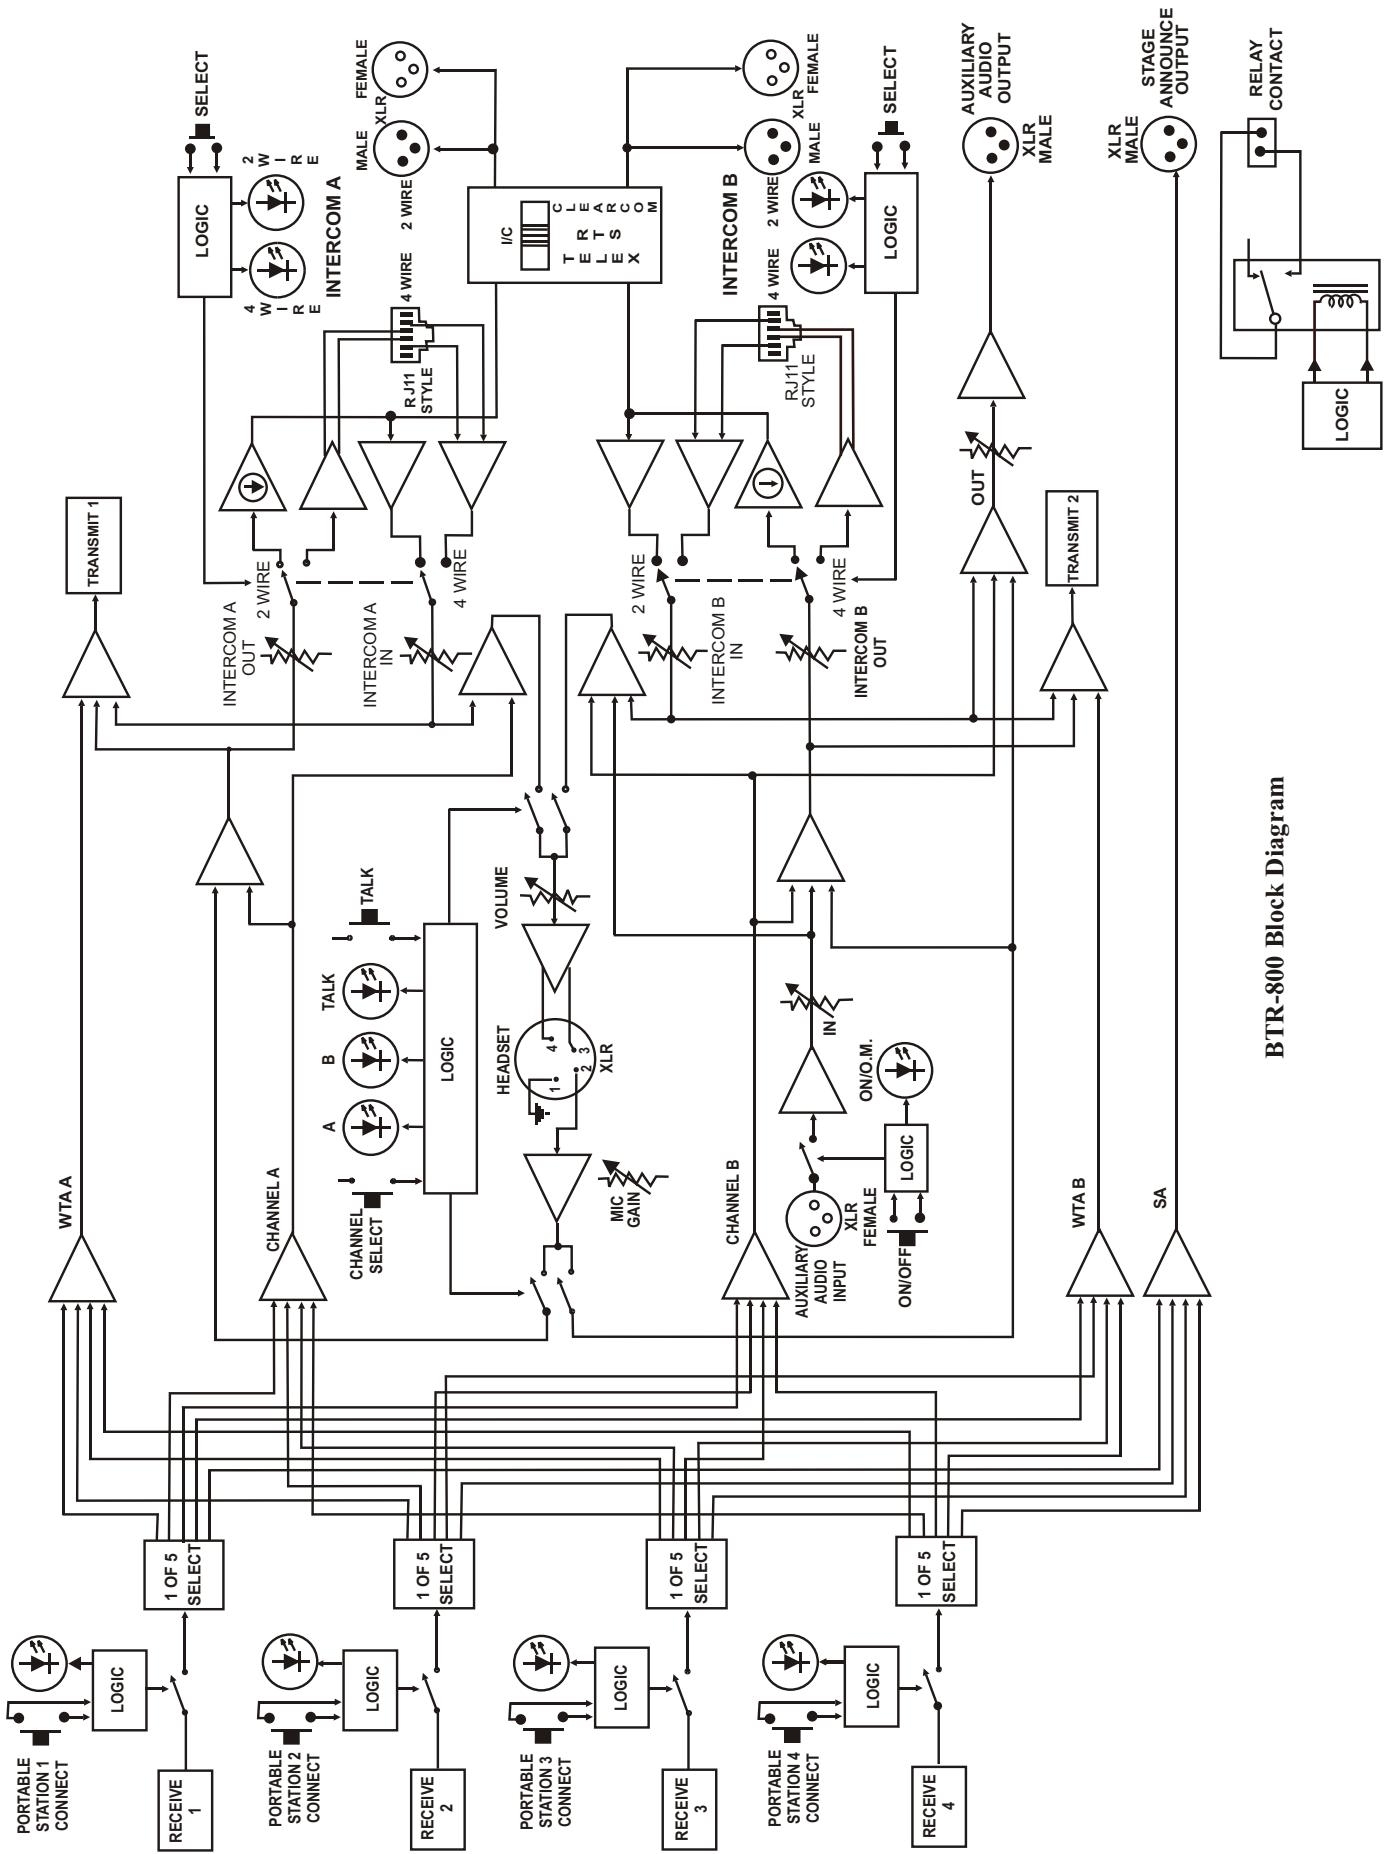 PORTABLE
STATION 1
CONNECT
LOGIC
RECEIVE
1
1 OF 5
SELECT
PORTABLE
STATION 2
CONNECT
LOGIC
RECEIVE
2
1 OF 5
SELECT
PORTABLE
STATION 3
CONNECT
LOGIC
RECEIVE
3
1 OF 5
SELECT
PORTABLE
STATION 4
CONNECT
LOGIC
RECEIVE
4
1 OF 5
SELECT
WTA A
CHANNEL A
CHANNEL
SELECT
A
B
TALK
TALK
LOGIC
MIC
GAIN
HEADSET
1
2
3
4
XLR
VOLUME
CHANNEL B
AUXILIARY
AUDIO
INPUT
XLR
FEMALE
ON/OFF
LOGIC
ON/O.M.
IN
WTA B
SA
TRANSMIT 1
INTERCOM A
OUT
2 WIRE
INTERCOM A
IN
4 WIRE
LOGIC
SELECT
4
WIRE
2
WIRE
INTERCOM A
RJ11
STYLE
4 WIRE
2 WIRE
MALE
XLR
FEMALE
I/C
TELEX
RTS
CLEARCOM
2 WIRE
INTERCOM B
IN
4 WIRE
INTERCOM B
OUT
RJ11
STYLE
INTERCOM B
4 WIRE
2 WIRE
MALE
XLR
FEMALE
LOGIC
SELECT
OUT
TRANSMIT 2
XLR
MALE
AUXILIARY
AUDIO
OUTPUT
XLR
MALE
STAGE
ANNOUNCE
OUTPUT
LOGIC
RELAY
CONTACT
BTR-800 Block Diagram